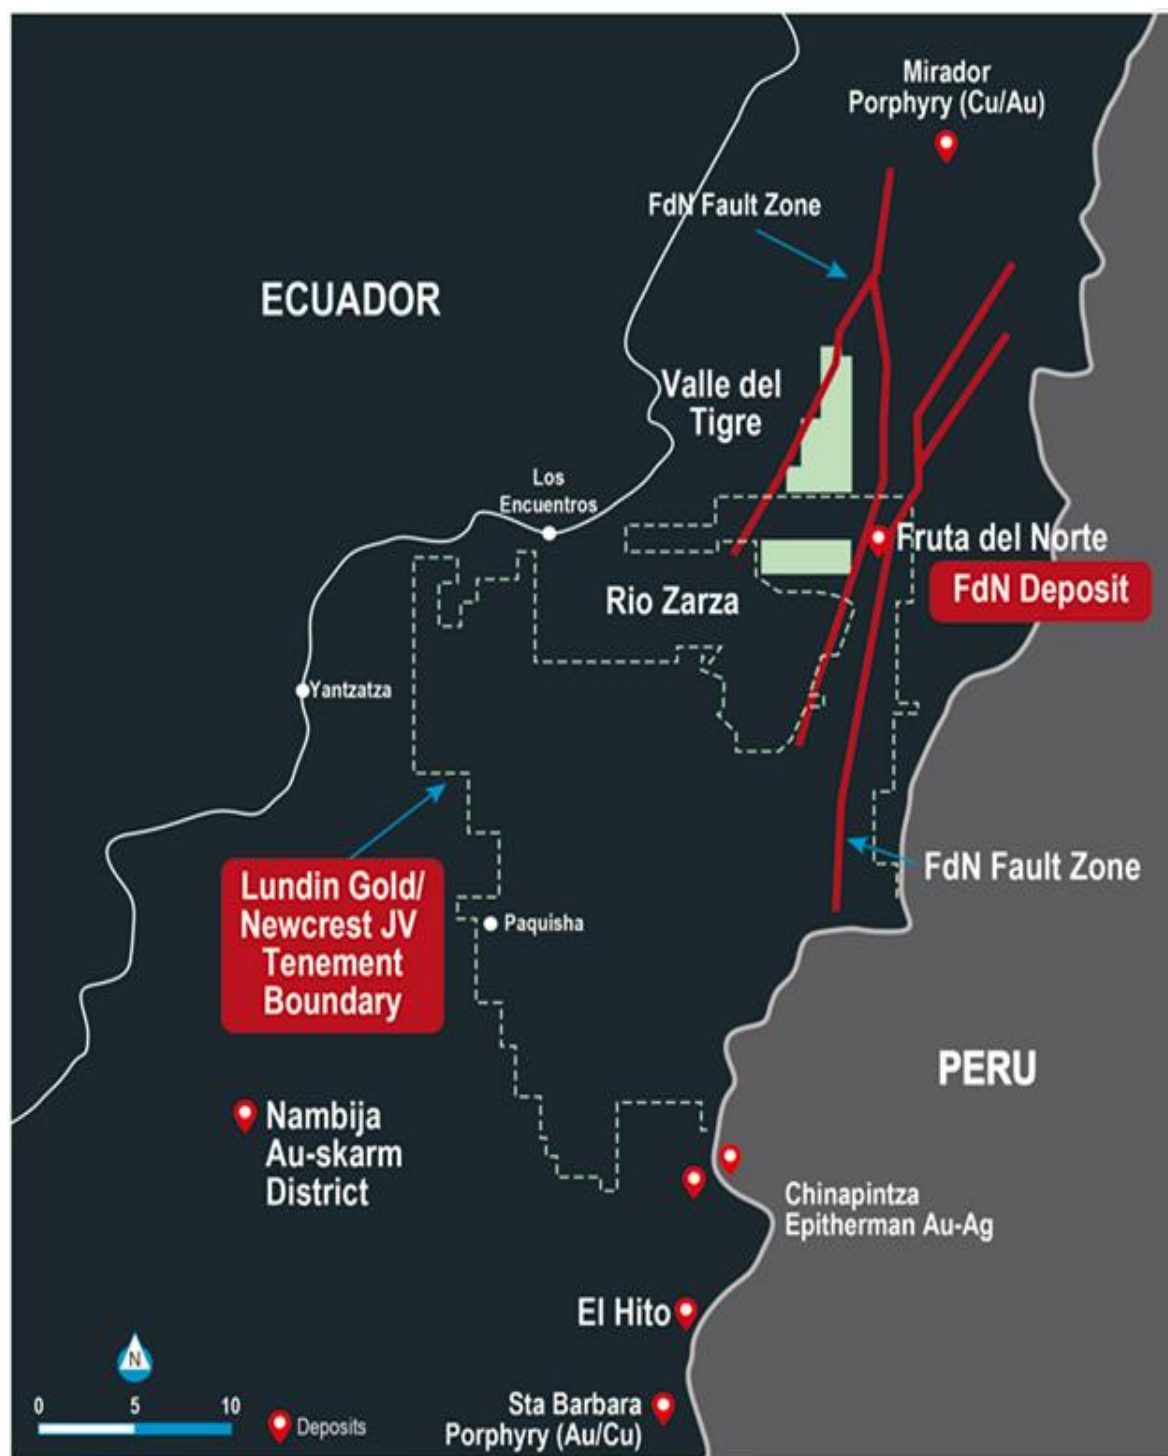 Mirador
Porphyry (Cu/Au)
FdN Fault Zone
ECUADOR
Valle del
Tigre
Los
Encuentros
Fruta del Norte
FdN Deposit
Rio Zarza
Yantzatza
FdN Fault Zone
Lundin Gold/
Newcrest JV
Tenement
Boundary
Paquisha
PERU
Nambija
Au-skarm
District
Chinapintza
Epitherman Au-Ag
El Hito
N
0 5 10
Deposits
Sta Barbara
Porphyry (Au/Cu)